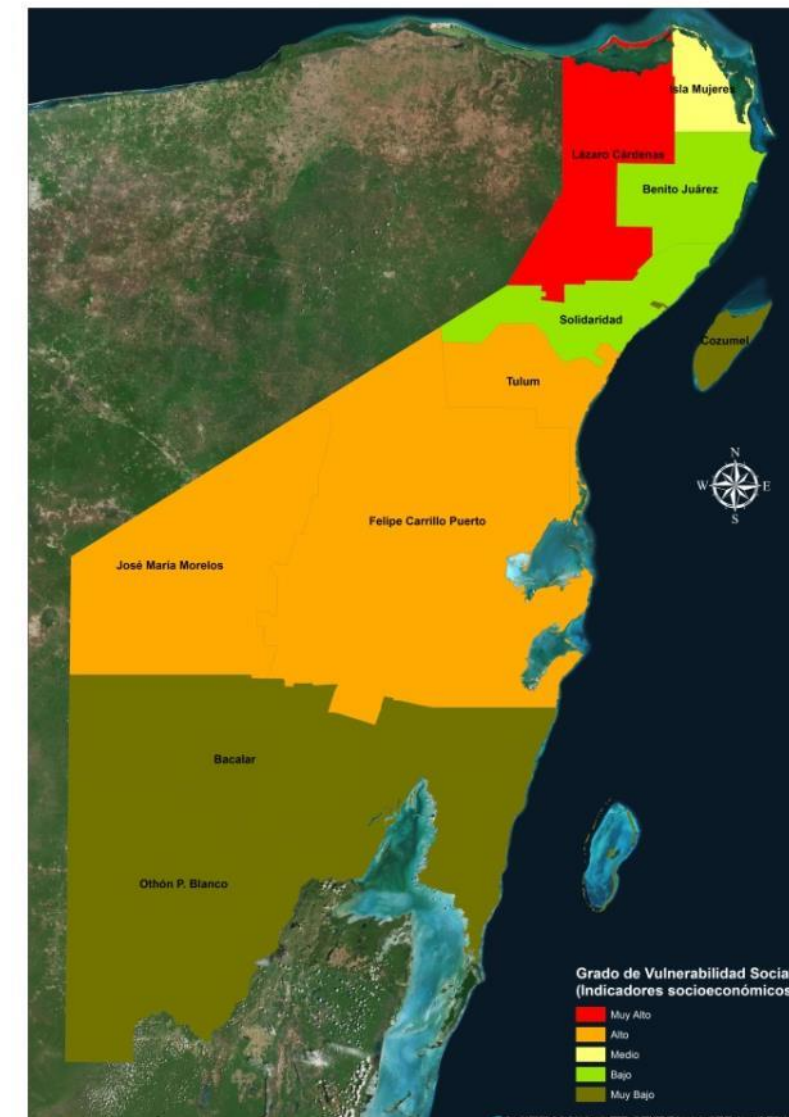 Isla Mujeres
Lázaro Cárdenas
Benito Juárez
Solidaridad
Cozumel
Tulum
N
W E
S
Felipe Carrillo Puerto
José María Morelos
Bacalar
Othón P. Blanco
Grado de Vulnerabilidad Socia
(Indicadores socioeconómicos
Muy Alto
Alto
Medio
Bajo
Muy Bajo